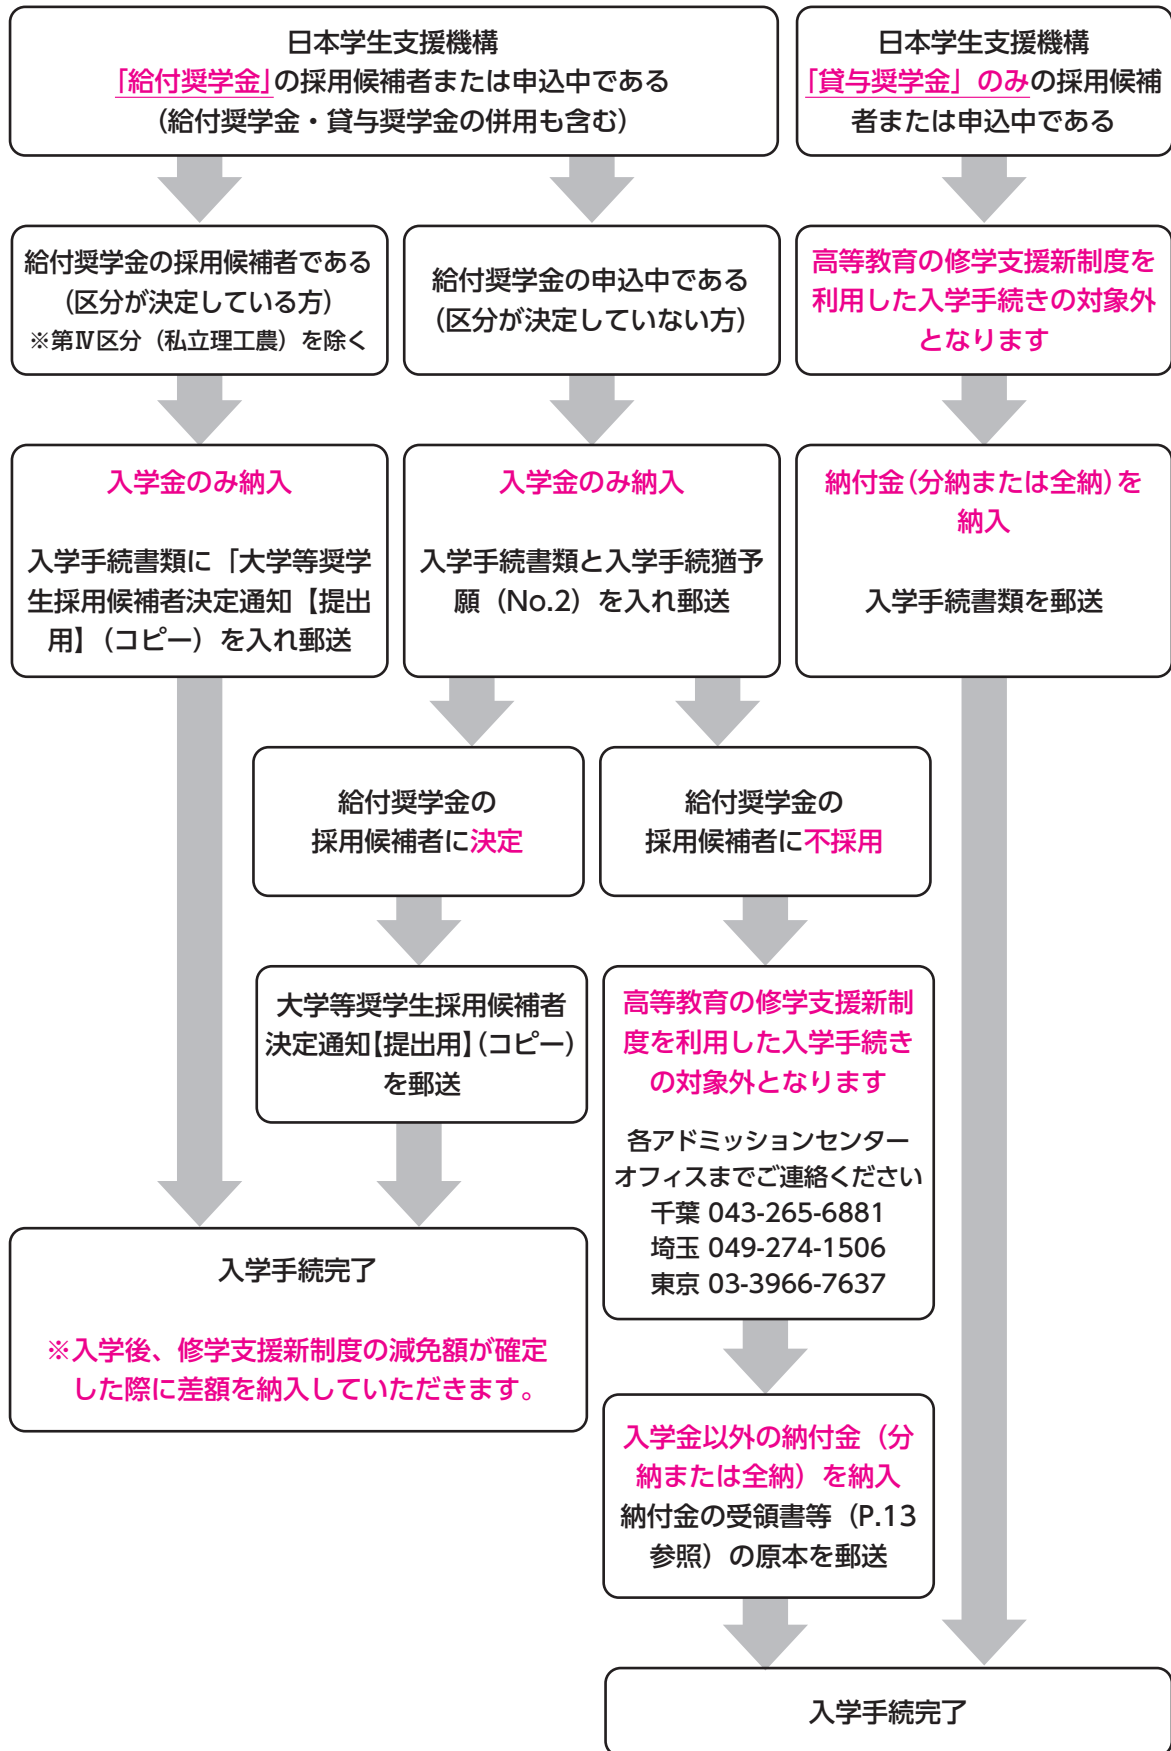 日本学生支援機構
「給付奨学金」の採用候補者または申込中である
（給付奨学金・貸与奨学金の併用も含む）
日本学生支援機構
「貸与奨学金」のみの採用候補
者または申込中である
給付奨学金の採用候補者である
（区分が決定している方）
※第Ⅳ区分（私立理工農）を除く
給付奨学金の申込中である
（区分が決定していない方）
高等教育の修学支援新制度を
利用した入学手続きの対象外
となります
入学金のみ納入
入学手続書類に「大学等奨学
生採用候補者決定通知【提出
用】（コピー）を入れ郵送
入学金のみ納入
入学手続書類と入学手続猶予
願（No.2）を入れ郵送
納付金（分納または全納）を
納入
入学手続書類を郵送
給付奨学金の
採用候補者に決定
給付奨学金の
採用候補者に不採用
大学等奨学生採用候補者
決定通知【提出用】（コピー）
を郵送
高等教育の修学支援新制
度を利用した入学手続き
の対象外となります
各アドミッションセンター
オフィスまでご連絡ください
千葉 043-265-6881
埼玉 049-274-1506
東京 03-3966-7637
入学手続完了
※入学後、修学支援新制度の減免額が確定
した際に差額を納入していただきます。
入学金以外の納付金（分
納または全納）を納入
納付金の受領書等（P.13
参照）の原本を郵送
入学手続完了